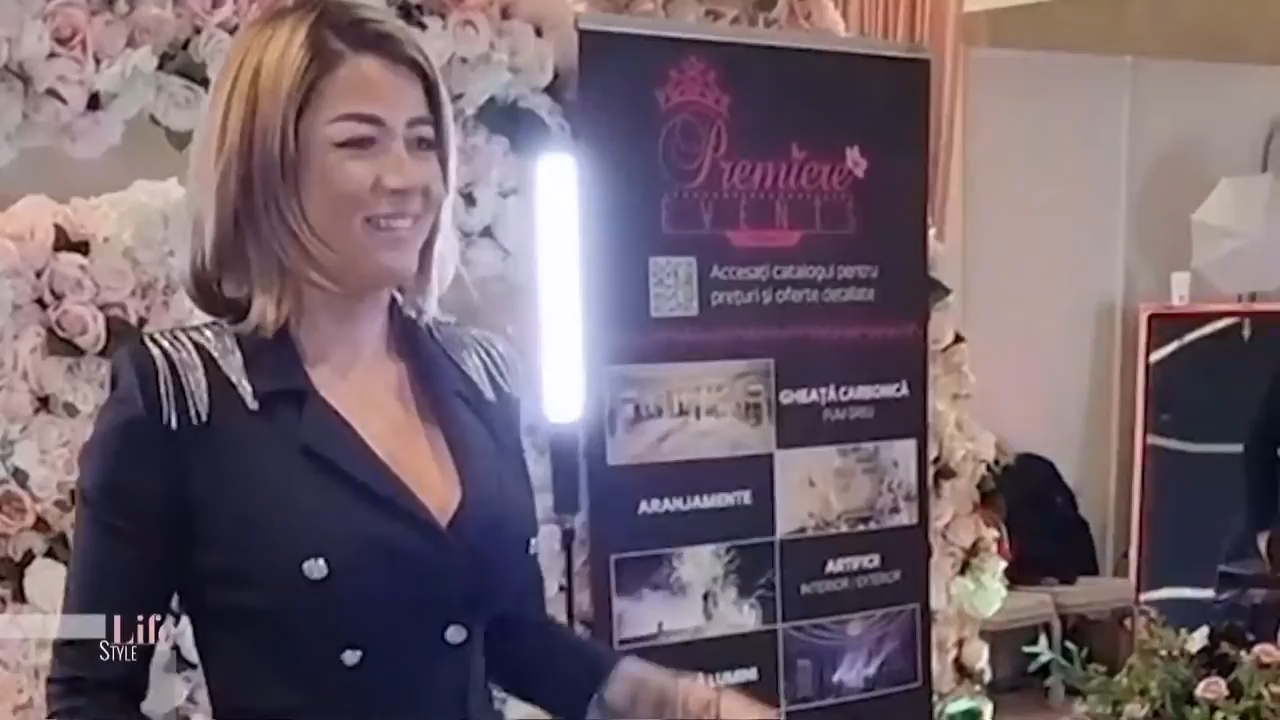 Premiere
EVENTS
Accesați catalogul pentru
prețuri și oferte detaliate
GHEAȚĂ CARBONICĂ
FUM GREU
ARANJAMENTE
ARTIFICII
INTERIOR / EXTERIOR
LUMINI
Life
STYLE